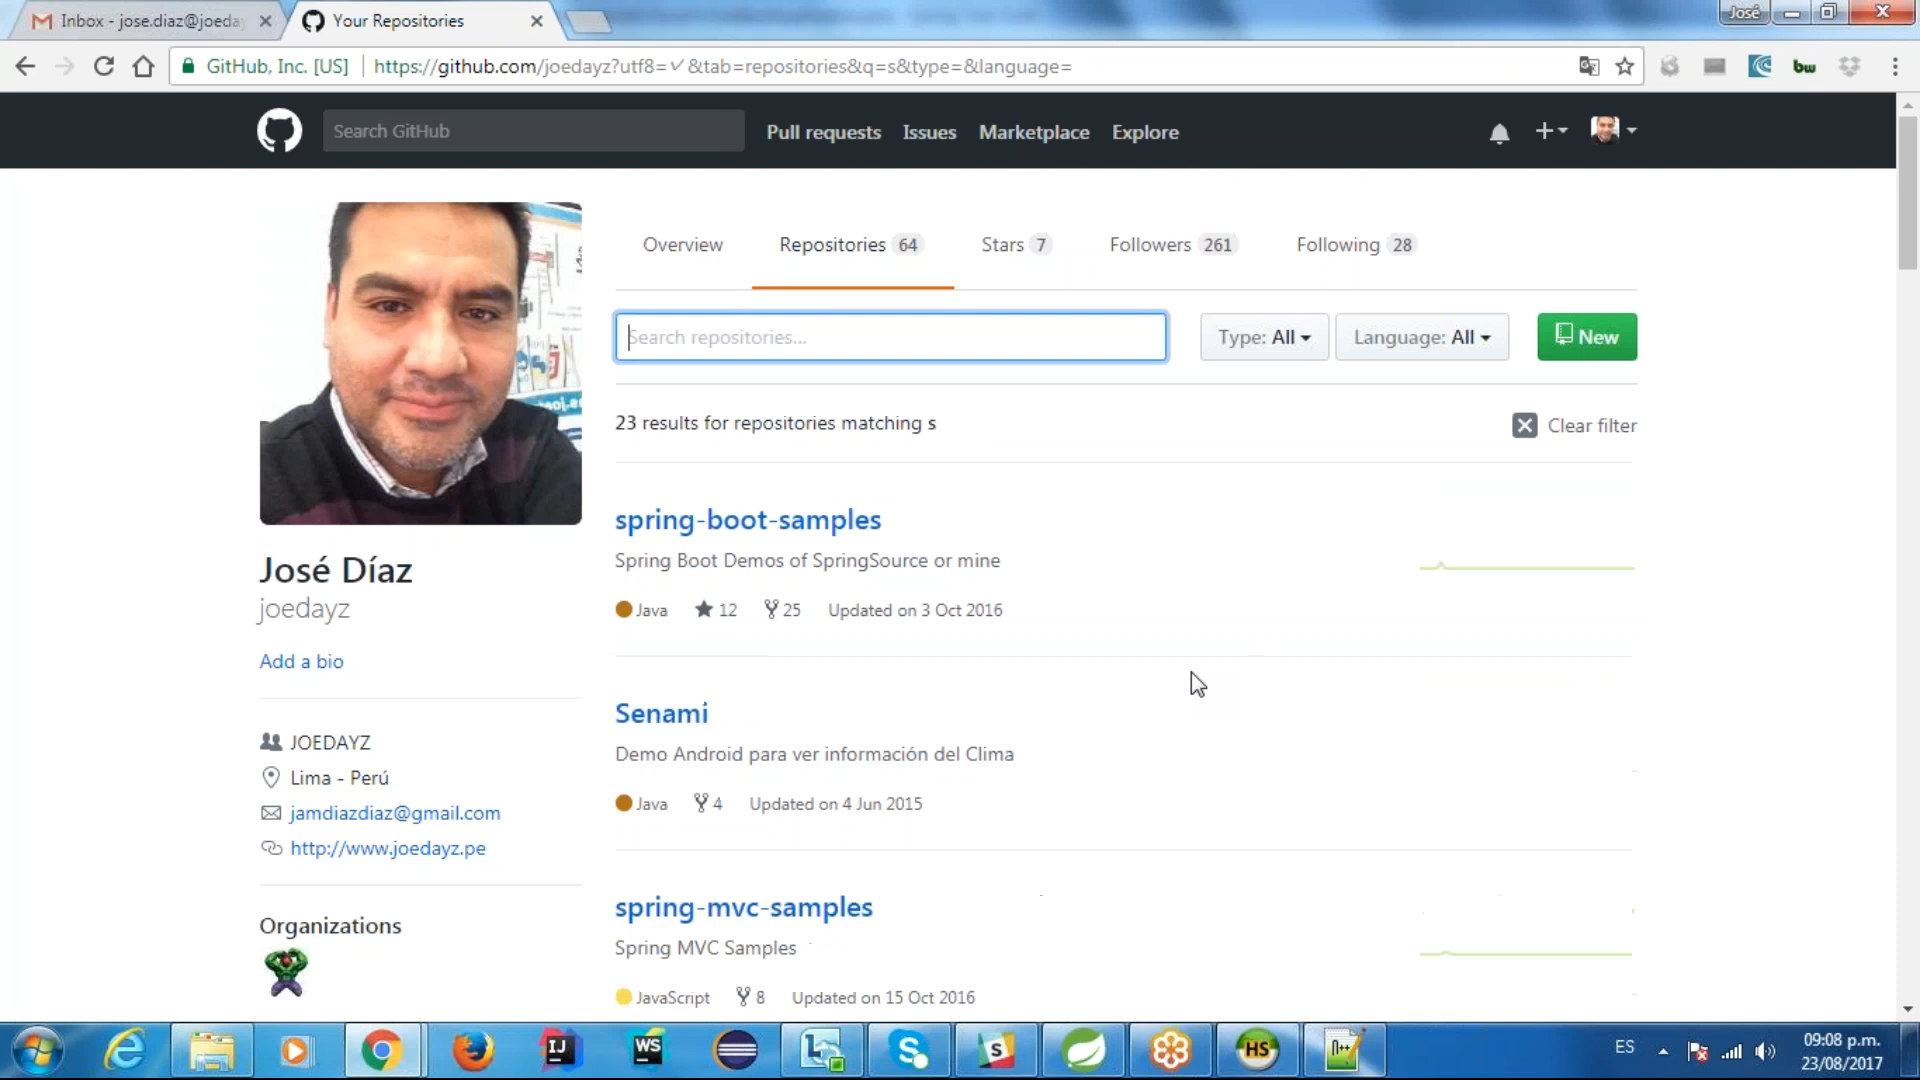 Inbox - jose.diaz@joeda
Your Repositories
José
GitHub, Inc. [US]
https://github.com/joedayz?utf8=✓&tab=repositories&q=s&type=&language=
bw
Search GitHub
Pull requests
Issues
Marketplace
Explore
Overview
Repositories 64
Stars 7
Followers 261
Following 28
Search repositories...
Type: All
Language: All
New
23 results for repositories matching s
Clear filter
spring-boot-samples
Spring Boot Demos of SpringSource or mine
Java 12 25 Updated on 3 Oct 2016
José Díaz
joedayz
Add a bio
JOEDAYZ
Lima - Perú
jamdiazdiaz@gmail.com
http://www.joedayz.pe
Organizations
Senami
Demo Android para ver información del Clima
Java 4 Updated on 4 Jun 2015
spring-mvc-samples
Spring MVC Samples
JavaScript 8 Updated on 15 Oct 2016
IJ
WS
S
S
HS
n++
ES
09:08 p.m.
23/08/2017